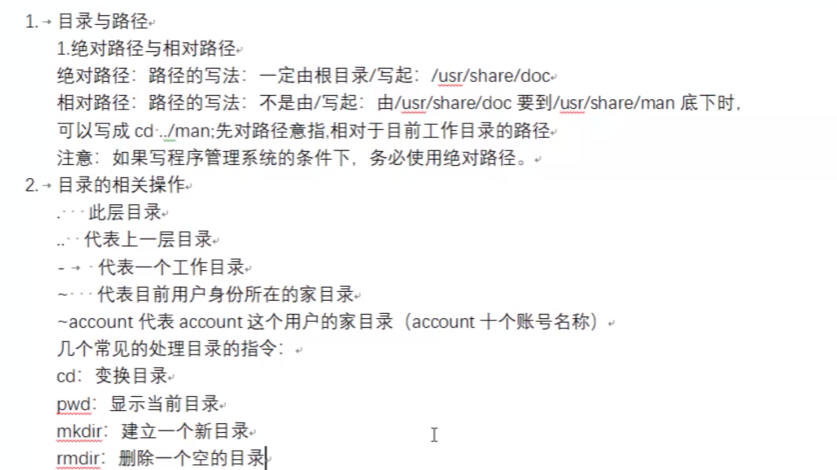 1. 目录与路径
1.绝对路径与相对路径
绝对路径：路径的写法：一定由根目录/写起：/usr/share/doc
相对路径：路径的写法：不是由/写起：由/usr/share/doc 要到/usr/share/man 底下时，
可以写成 cd ../man;先对路径意指,相对于目前工作目录的路径
注意：如果写程序管理系统的条件下，务必使用绝对路径。
2. 目录的相关操作
. 此层目录
.. 代表上一层目录
- 代表一个工作目录
~ 代表目前用户身份所在的家目录
~account 代表 account 这个用户的家目录（account 十个账号名称）
几个常见的处理目录的指令：
cd：变换目录
pwd：显示当前目录
mkdir：建立一个新目录
rmdir：删除一个空的目录